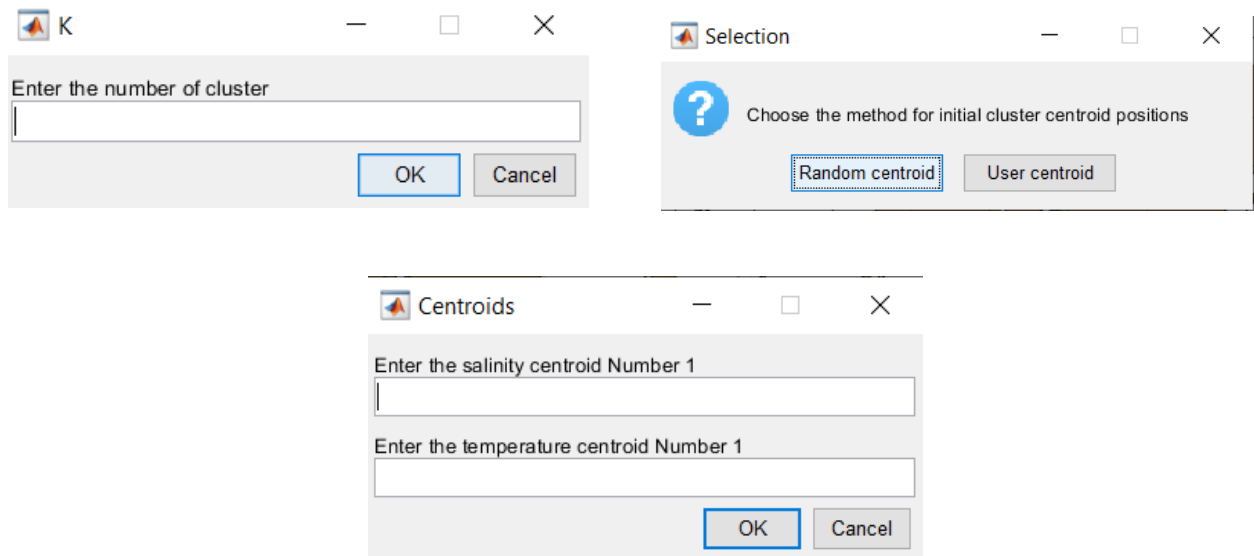 K
Enter the number of cluster
OK
Cancel
Selection
?
Choose the method for initial cluster centroid positions
Random centroid
User centroid
Centroids
Enter the salinity centroid Number 1
Enter the temperature centroid Number 1
OK
Cancel